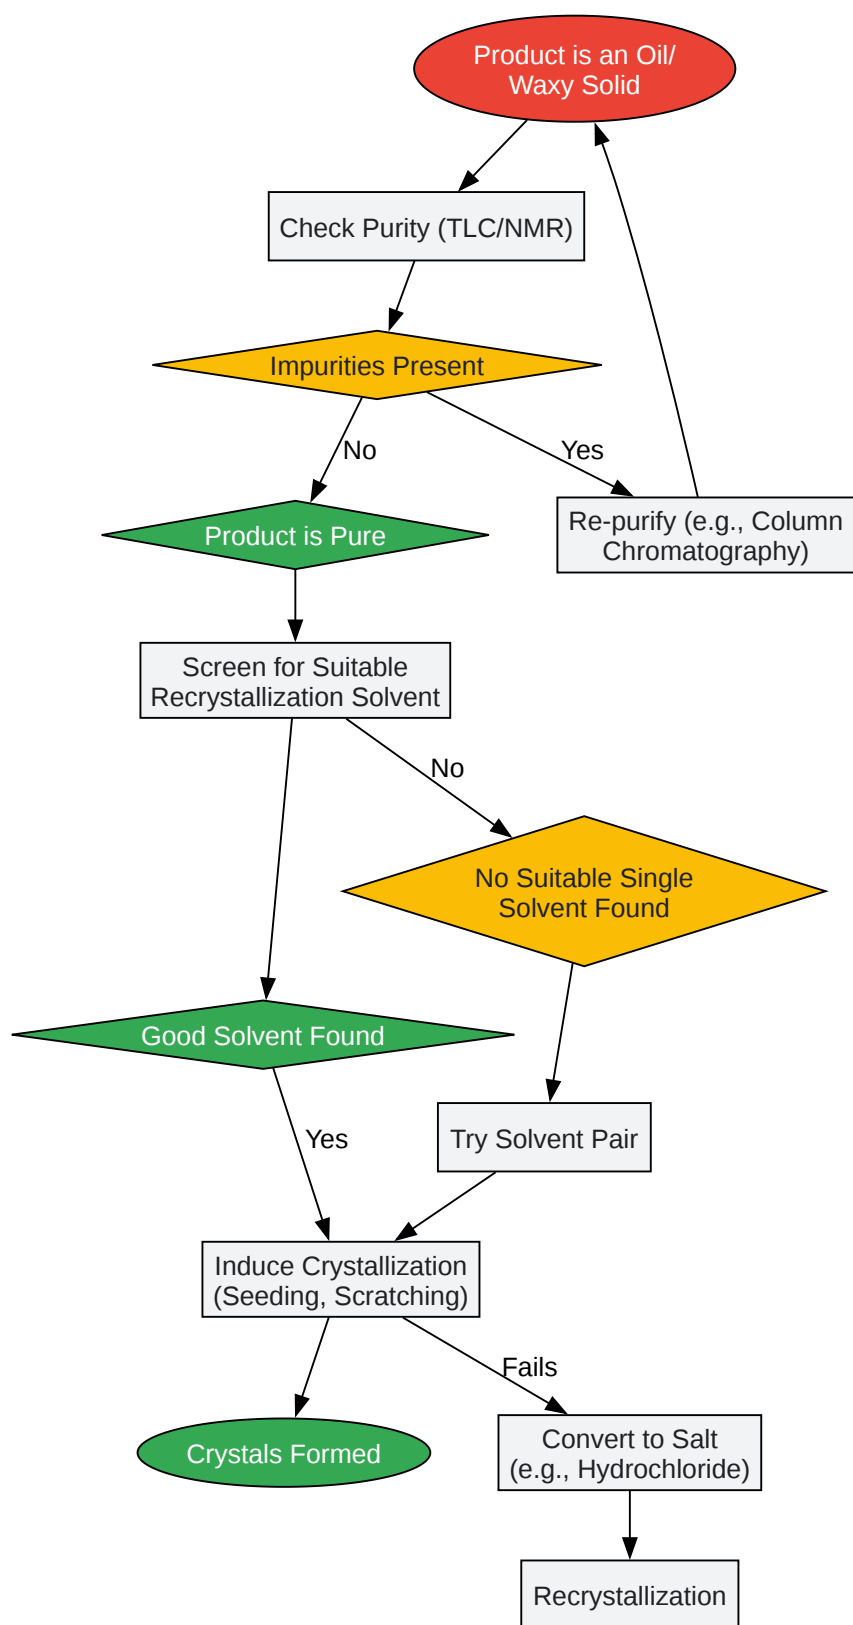 Product is an Oil/
Waxy Solid
Check Purity (TLC/NMR)
Impurities Present
No
Yes
Product is Pure
Re-purify (e.g., Column
Chromatography)
Screen for Suitable
Recrystallization Solvent
No
No Suitable Single
Solvent Found
Good Solvent Found
Yes
Try Solvent Pair
Induce Crystallization
(Seeding, Scratching)
Fails
Crystals Formed
Convert to Salt
(e.g., Hydrochloride)
Recrystallization